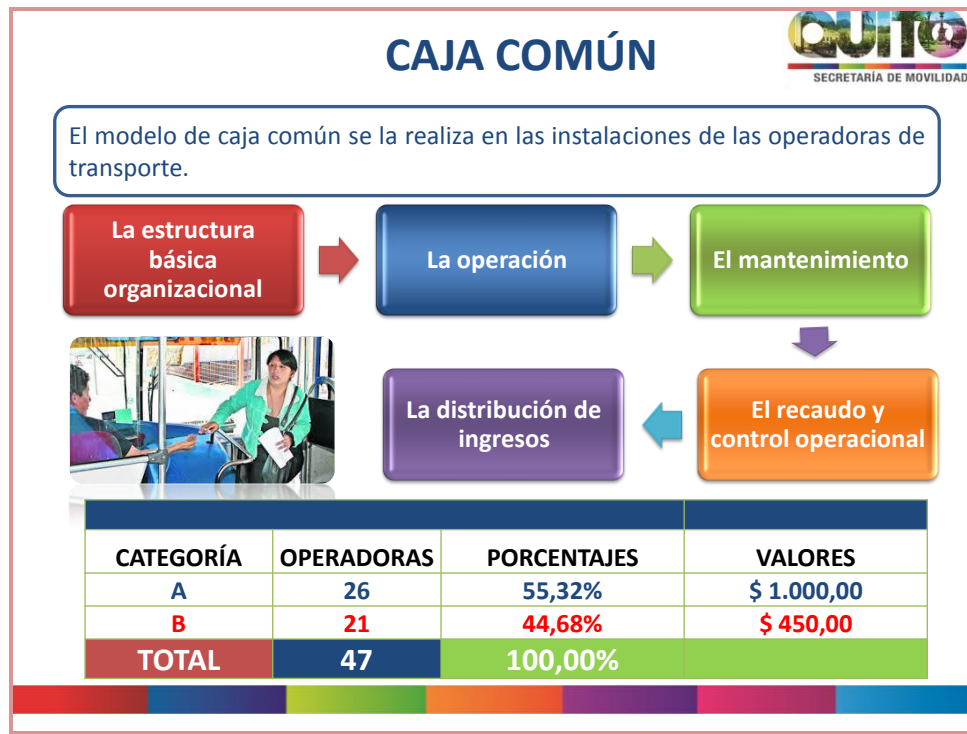 CAJA COMÚN
QUITO
SECRETARÍA DE MOVILIDAD
El modelo de caja común se la realiza en las instalaciones de las operadoras de
transporte.
La estructura
básica
organizacional
La operación
El mantenimiento
El recaudo y
control operacional
La distribución de
ingresos
CATEGORÍA OPERADORAS PORCENTAJES VALORES
A 26 55,32% $ 1.000,00
B 21 44,68% $ 450,00
TOTAL 47 100,00%